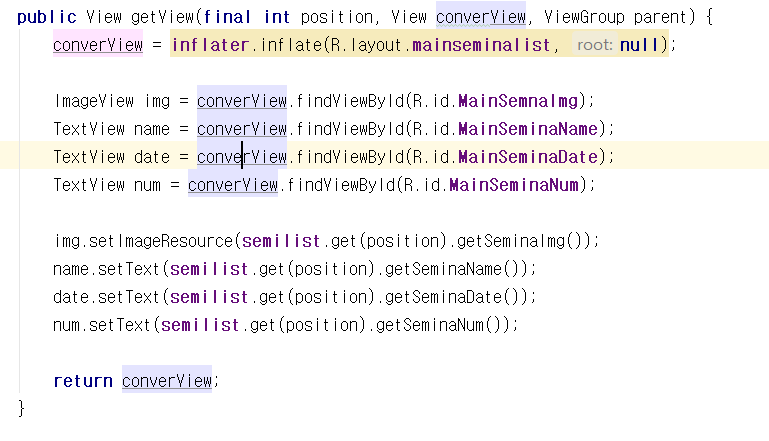 public View getView(final int position, View converView, ViewGroup parent) {
converView = inflater.inflate(R.layout.mainseminalist, root: null);
ImageView img = converView.findViewById(R.id.MainSemnaImg);
TextView name = converView.findViewById(R.id.MainSeminaName);
TextView date = converView.findViewById(R.id.MainSeminaDate);
TextView num = converView.findViewById(R.id.MainSeminaNum);
img.setImageResource(semilist.get(position).getSeminaImg());
name.setText(semilist.get(position).getSeminaName());
date.setText(semilist.get(position).getSeminaDate());
num.setText(semilist.get(position).getSeminaNum());
return converView;
}